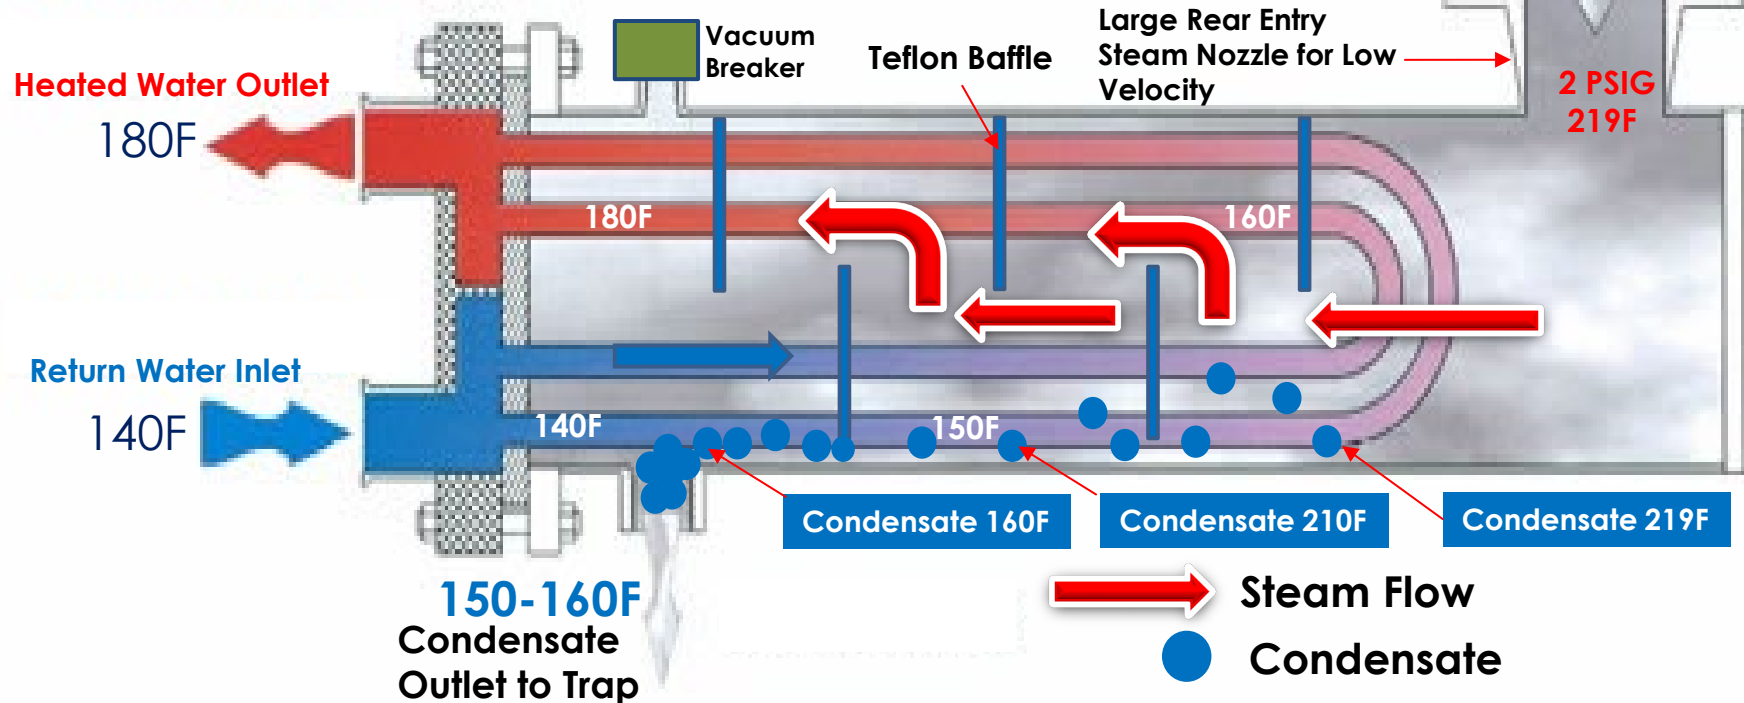 Large Rear Entry
Steam Nozzle for Low
Velocity
Vacuum
Breaker
Teflon Baffle
Heated Water Outlet
180F
2 PSIG
219F
180F
160F
Return Water Inlet
140F
140F
150F
Condensate 160F
Condensate 210F
Condensate 219F
150-160F
Condensate
Outlet to Trap
Steam Flow
Condensate